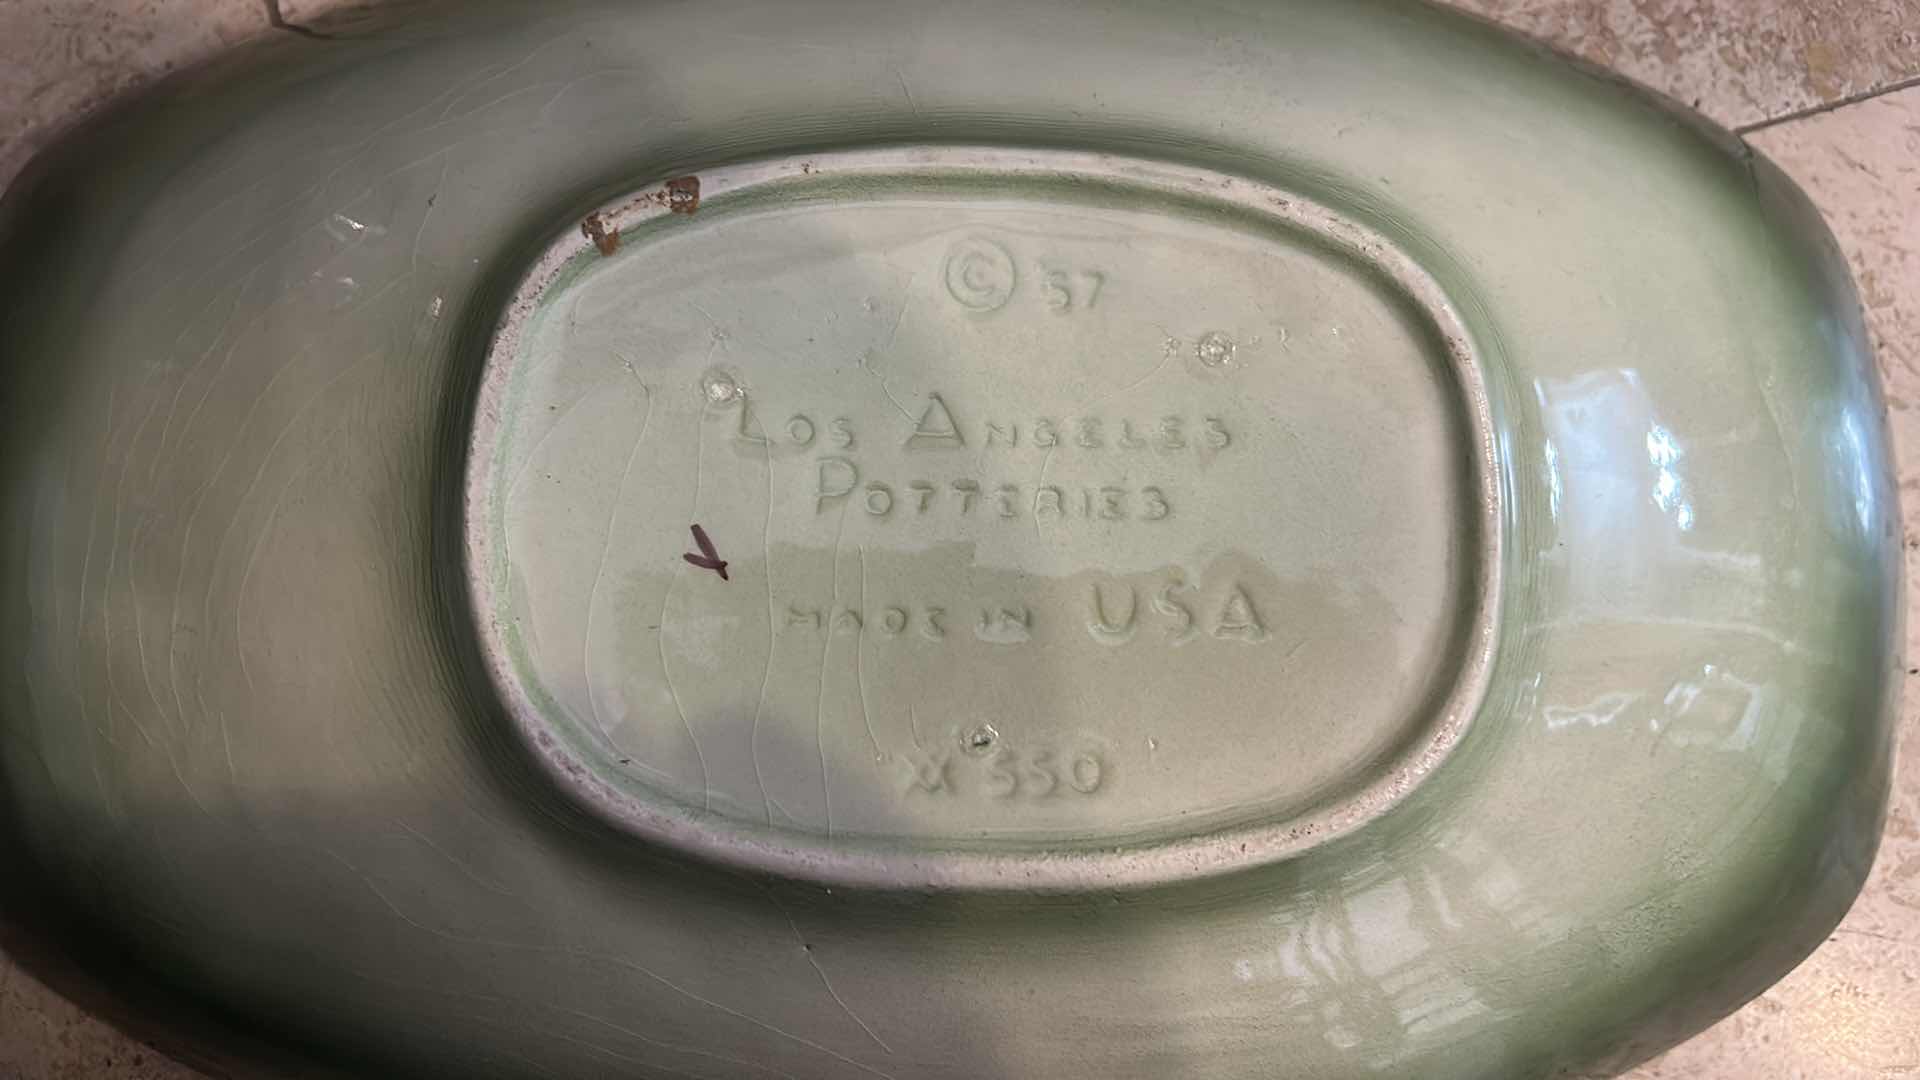 © 57
LOS ANGELES
POTTERIES
MADE IN USA
X 550